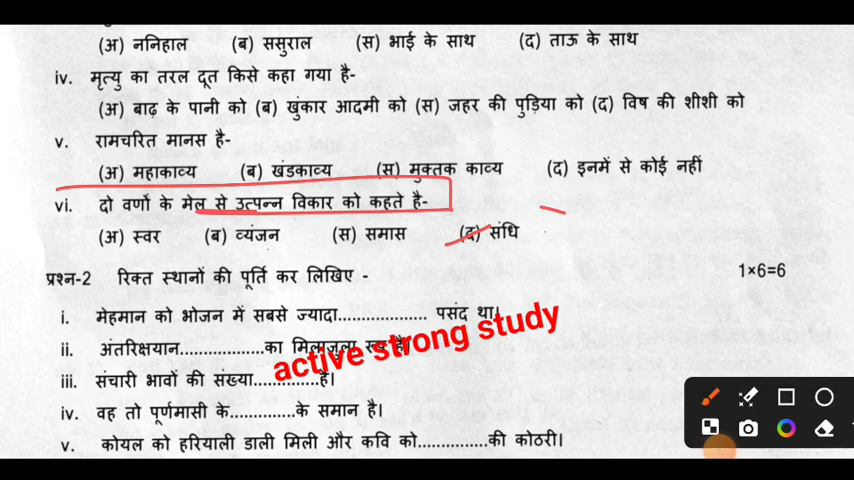 (अ) ननिहाल (ब) ससुराल (स) भाई के साथ (द) ताऊ के साथ
iv. मृत्यु का तरल दूत किसे कहा गया है-
(अ) बाढ़ के पानी को (ब) खुंकार आदमी को (स) जहर की पुड़िया को (द) विष की शीशी को
v. रामचरित मानस है-
(अ) महाकाव्य (ब) खंडकाव्य (स) मुक्तक काव्य (द) इनमें से कोई नहीं
vi. दो वर्णो के मेल से उत्पन्न विकार को कहते है-
(अ) स्वर (ब) व्यंजन (स) समास (द) संधि
प्रश्न-2 रिक्त स्थानों की पूर्ति कर लिखिए - 1×6=6
i. मेहमान को भोजन में सबसे ज्यादा................... पसंद था।
ii. अंतरिक्षयान..................का मिलाजुला है।
active strong study
iii. संचारी भावों की संख्या..............है।
iv. वह तो पूर्णमासी के..............के समान है।
v. कोयल को हरियाली डाली मिली और कवि को...............की कोठरी।